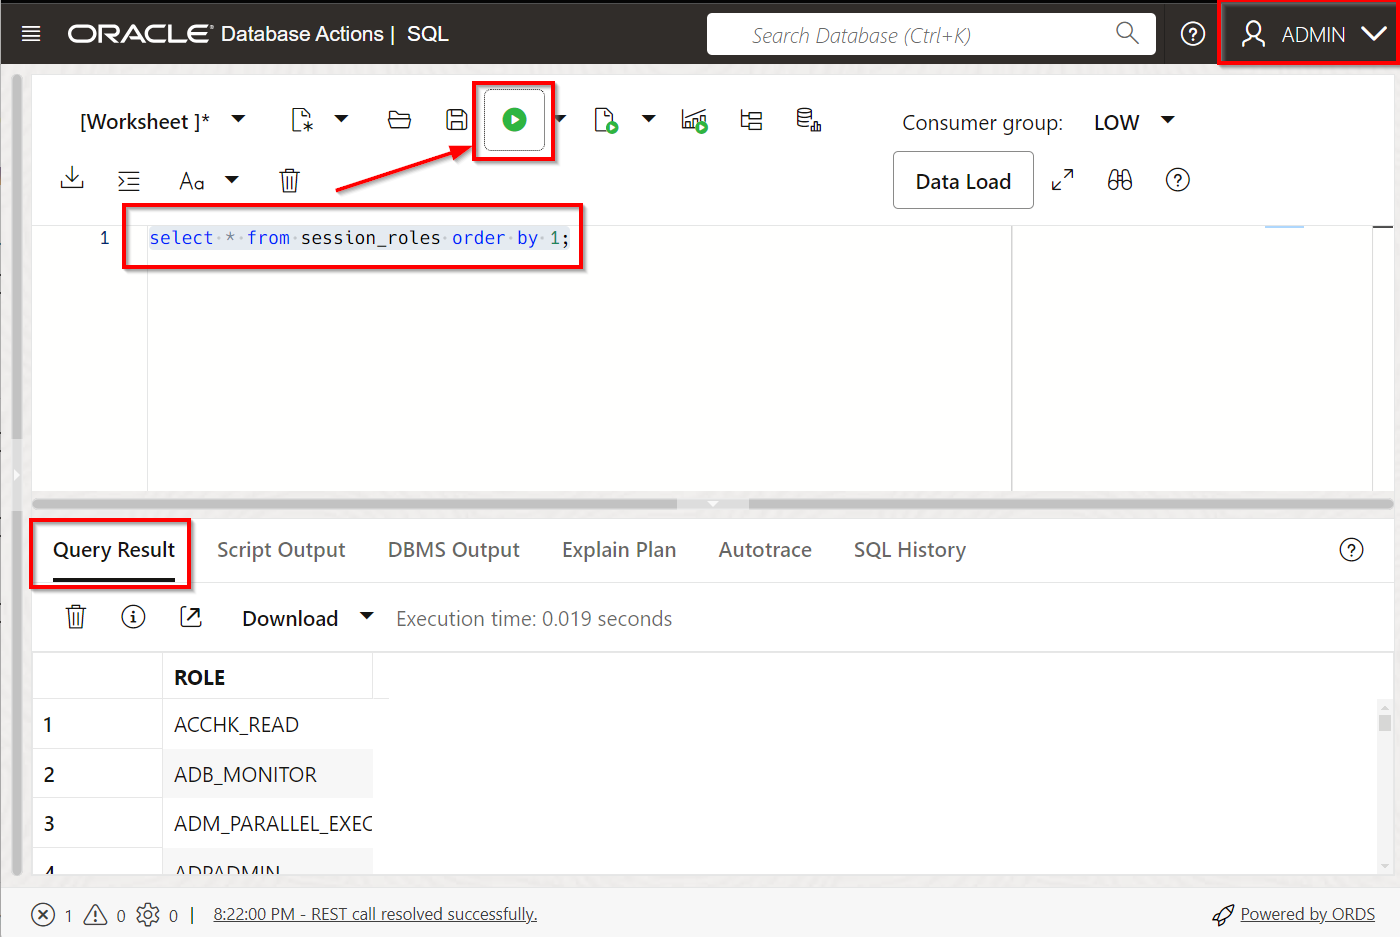 ORACLE Database Actions | SQL
Search Database (Ctrl+K)
ADMIN
[Worksheet ]*
Consumer group: LOW
Aa
Data Load
1 select * from session_roles order by 1;
Query Result Script Output DBMS Output Explain Plan Autotrace SQL History
Download Execution time: 0.019 seconds
ROLE
1 ACCHK_READ
2 ADB_MONITOR
3 ADM_PARALLEL_EXEC
4 ADPADMIN
1 0 0 | 8:22:00 PM - REST call resolved successfully.
Powered by ORDS